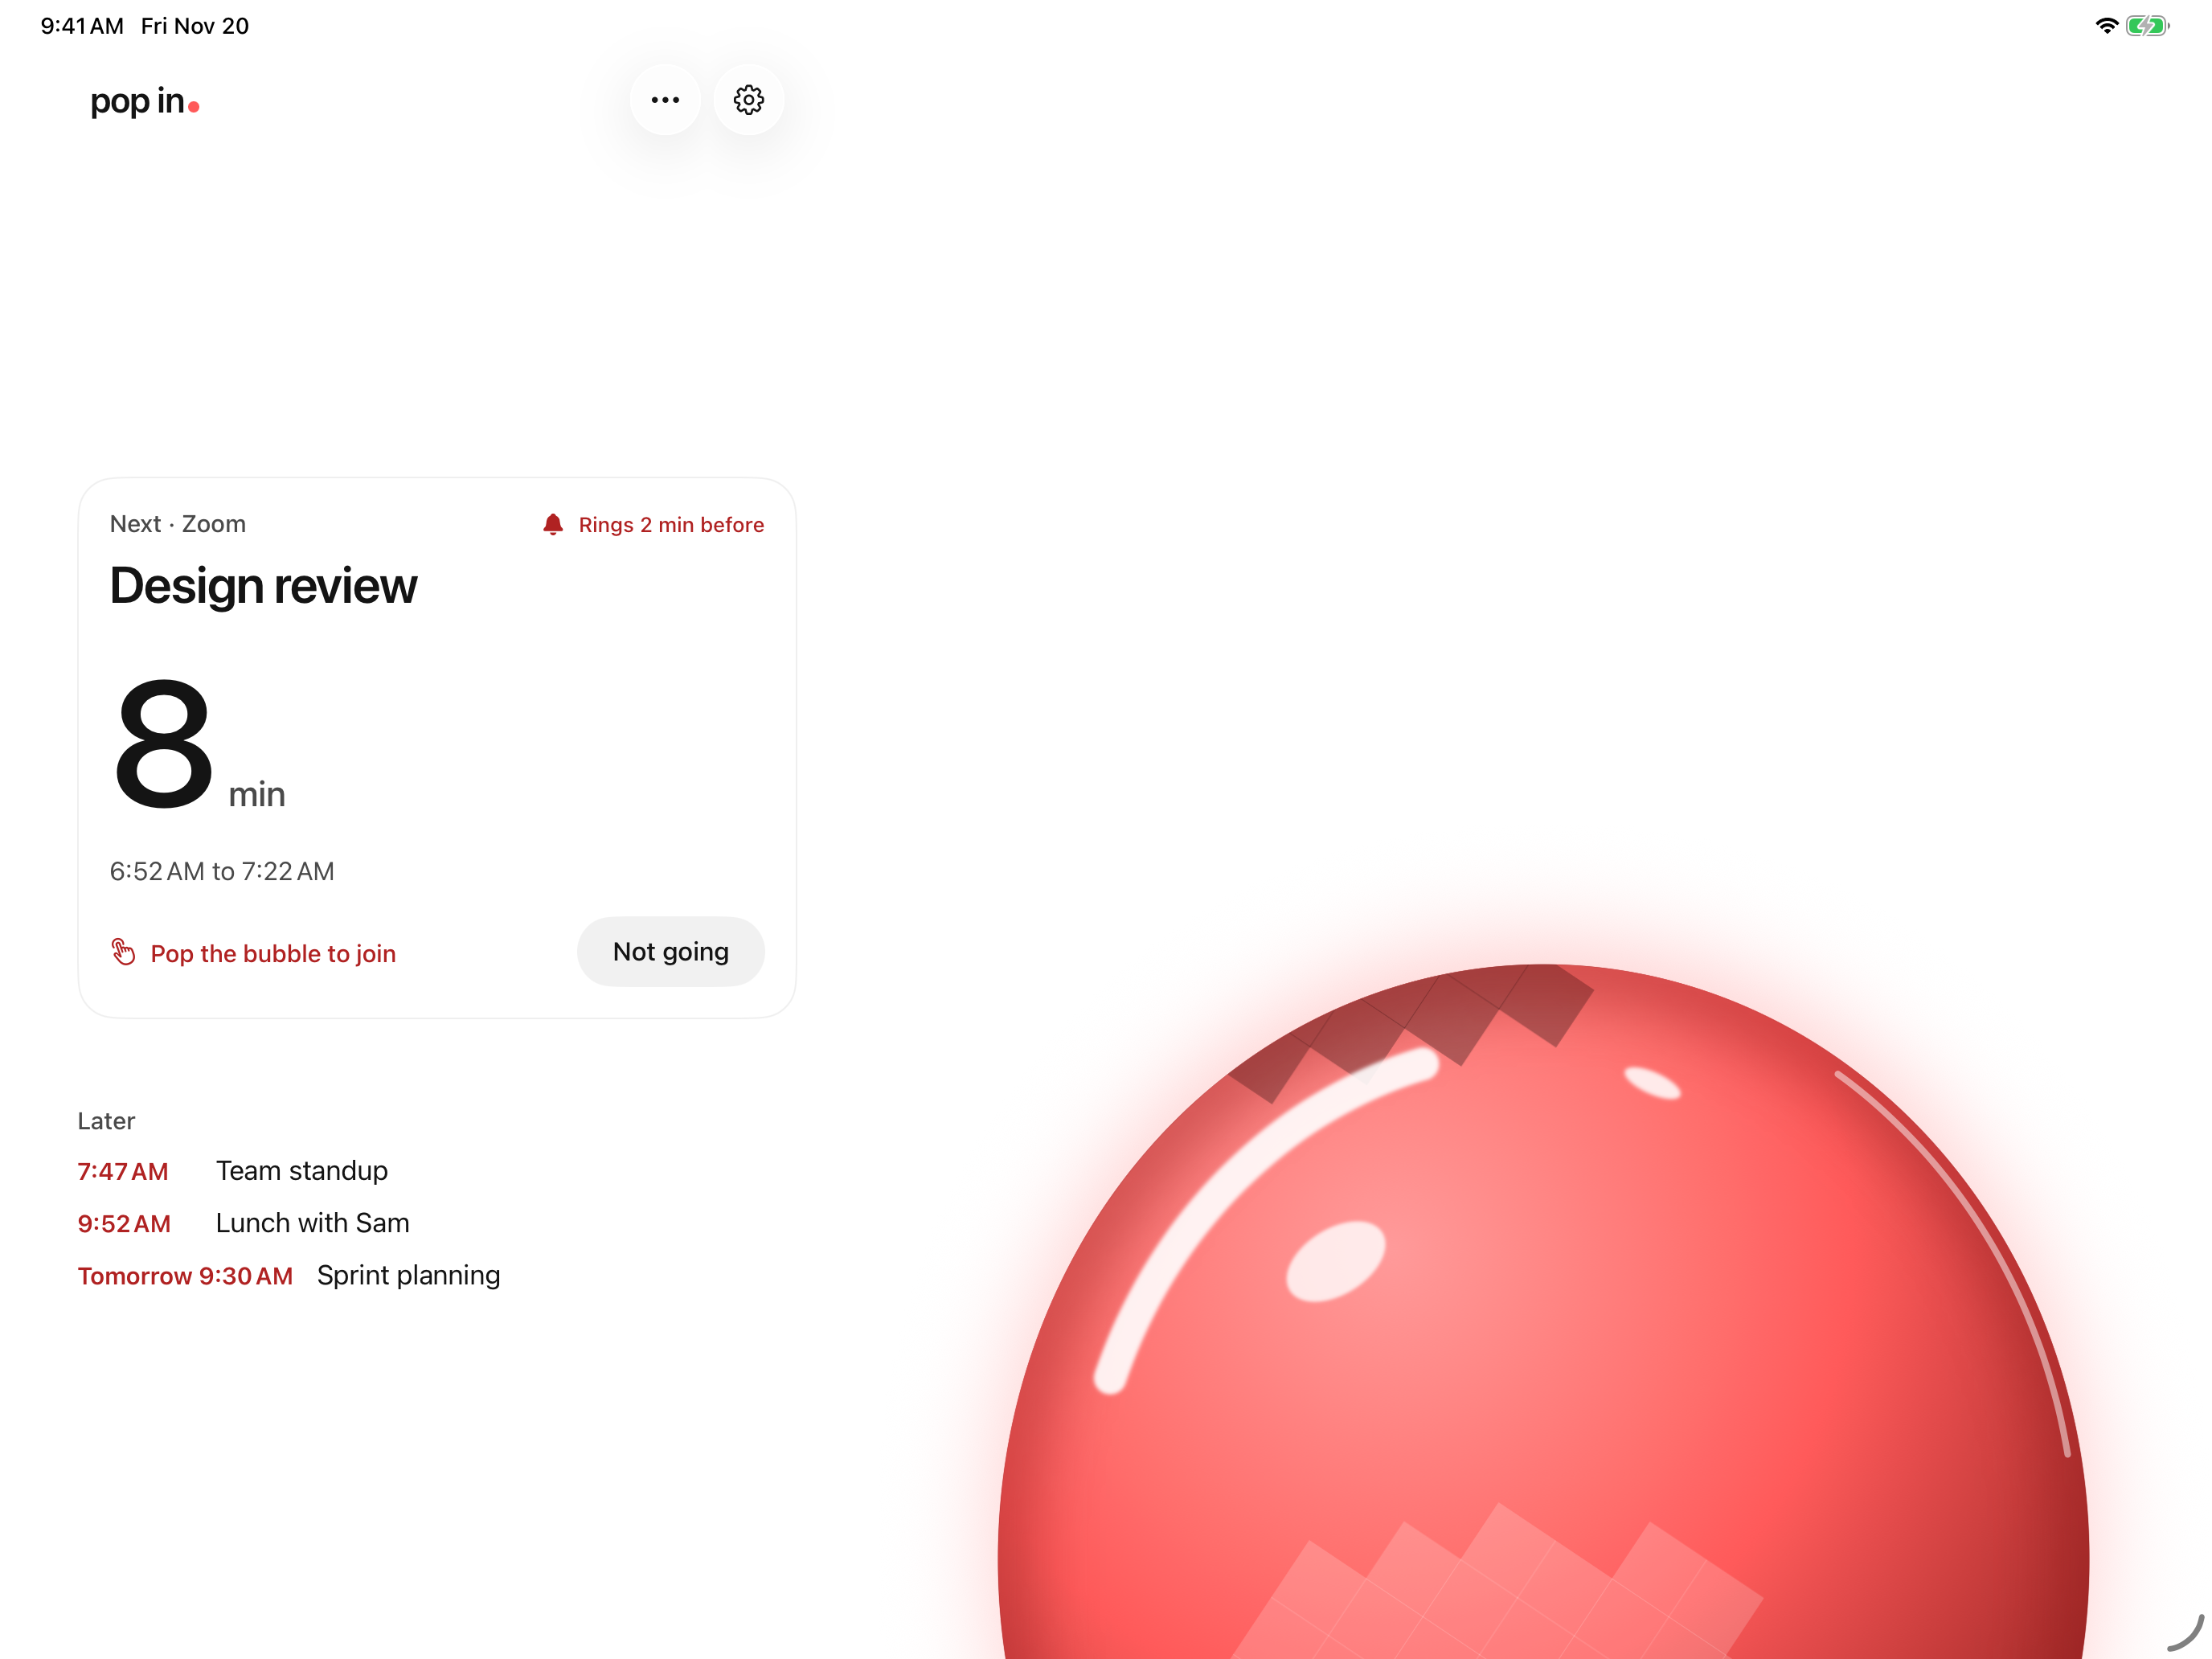 9:41 AM Fri Nov 20
pop in.
Next · Zoom
Rings 2 min before
Design review
8 min
6:52 AM to 7:22 AM
Pop the bubble to join
Not going
Later
7:47 AM Team standup
9:52 AM Lunch with Sam
Tomorrow 9:30 AM Sprint planning